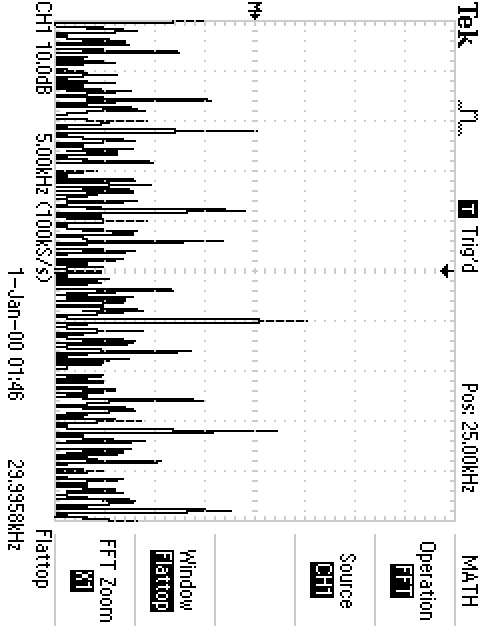 Tek
T Trig'd
Pos: 25.00kHz
MATH
Operation
FFT
Source
CH1
Window
Flattop
FFT Zoom
X1
M
CH1 10.0dB
5.00kHz (100kS/s)
Flattop
1-Jan-00 01:46
29.9958kHz